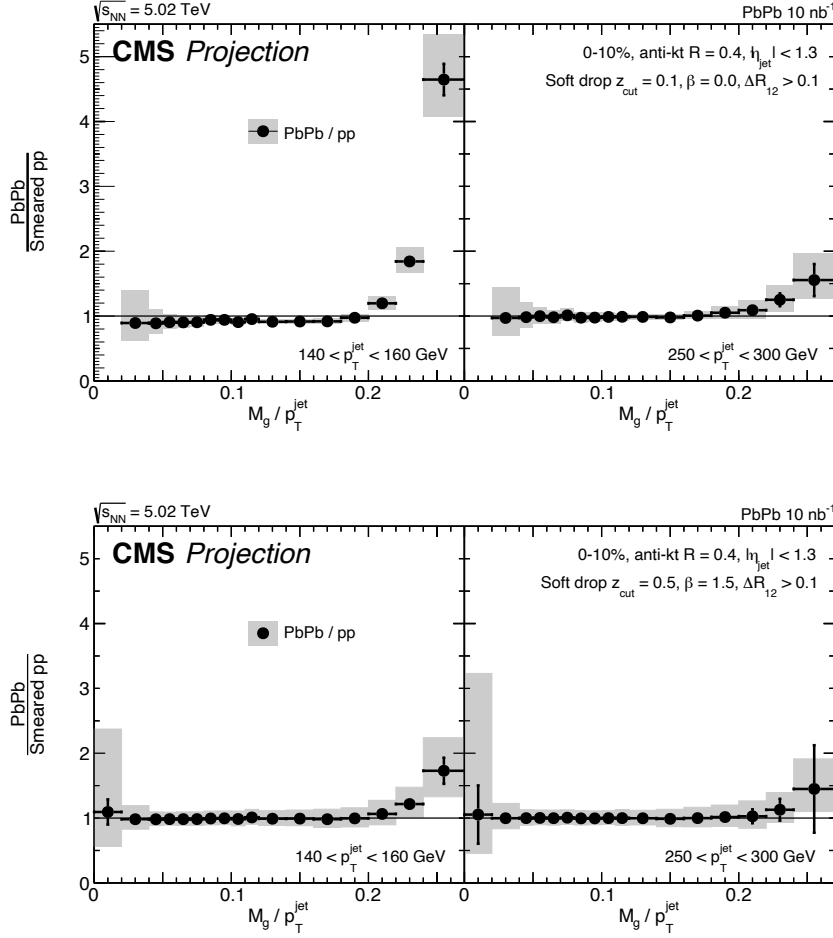 √s_NN = 5.02 TeV
PbPb 10 nb⁻¹
CMS Projection
0-10%, anti-kt R = 0.4, |η_jet| < 1.3
Soft drop z_cut = 0.1, β = 0.0, ΔR_12 > 0.1
PbPb / pp
PbPb
Smeared pp
5
4
3
2
1
0
140 < p_T^jet < 160 GeV
250 < p_T^jet < 300 GeV
0 0.1 0.2 0 0.1 0.2
M_g / p_T^jet
M_g / p_T^jet
√s_NN = 5.02 TeV
PbPb 10 nb⁻¹
CMS Projection
0-10%, anti-kt R = 0.4, |η_jet| < 1.3
Soft drop z_cut = 0.5, β = 1.5, ΔR_12 > 0.1
PbPb / pp
PbPb
Smeared pp
5
4
3
2
1
0
140 < p_T^jet < 160 GeV
250 < p_T^jet < 300 GeV
0 0.1 0.2 0 0.1 0.2
M_g / p_T^jet
M_g / p_T^jet